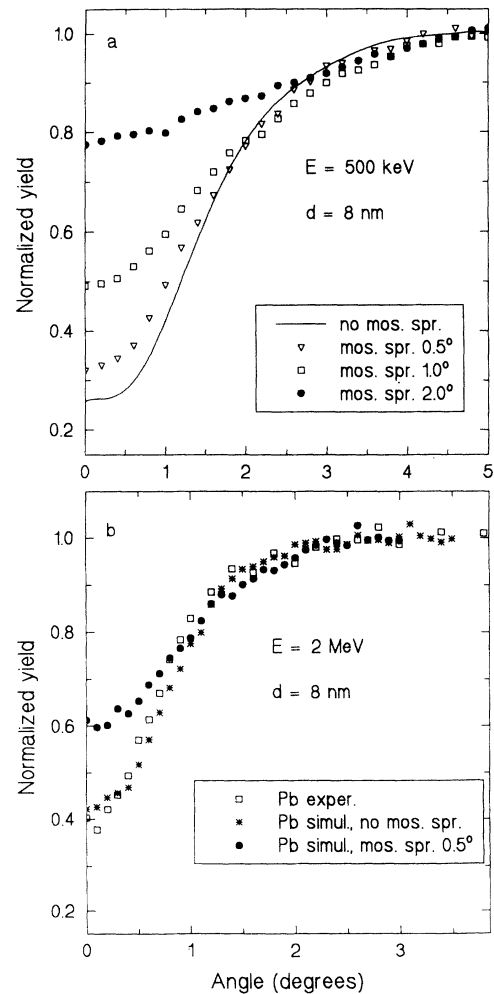 a
Normalized yield
1.0
0.8
0.6
0.4
0.2
E = 500 keV
d = 8 nm
no mos. spr.
mos. spr. 0.5°
mos. spr. 1.0°
mos. spr. 2.0°
0 1 2 3 4 5
b
Normalized yield
1.0
0.8
0.6
0.4
0.2
E = 2 MeV
d = 8 nm
Pb exper.
Pb simul., no mos. spr.
Pb simul., mos. spr. 0.5°
0 1 2 3
Angle (degrees)